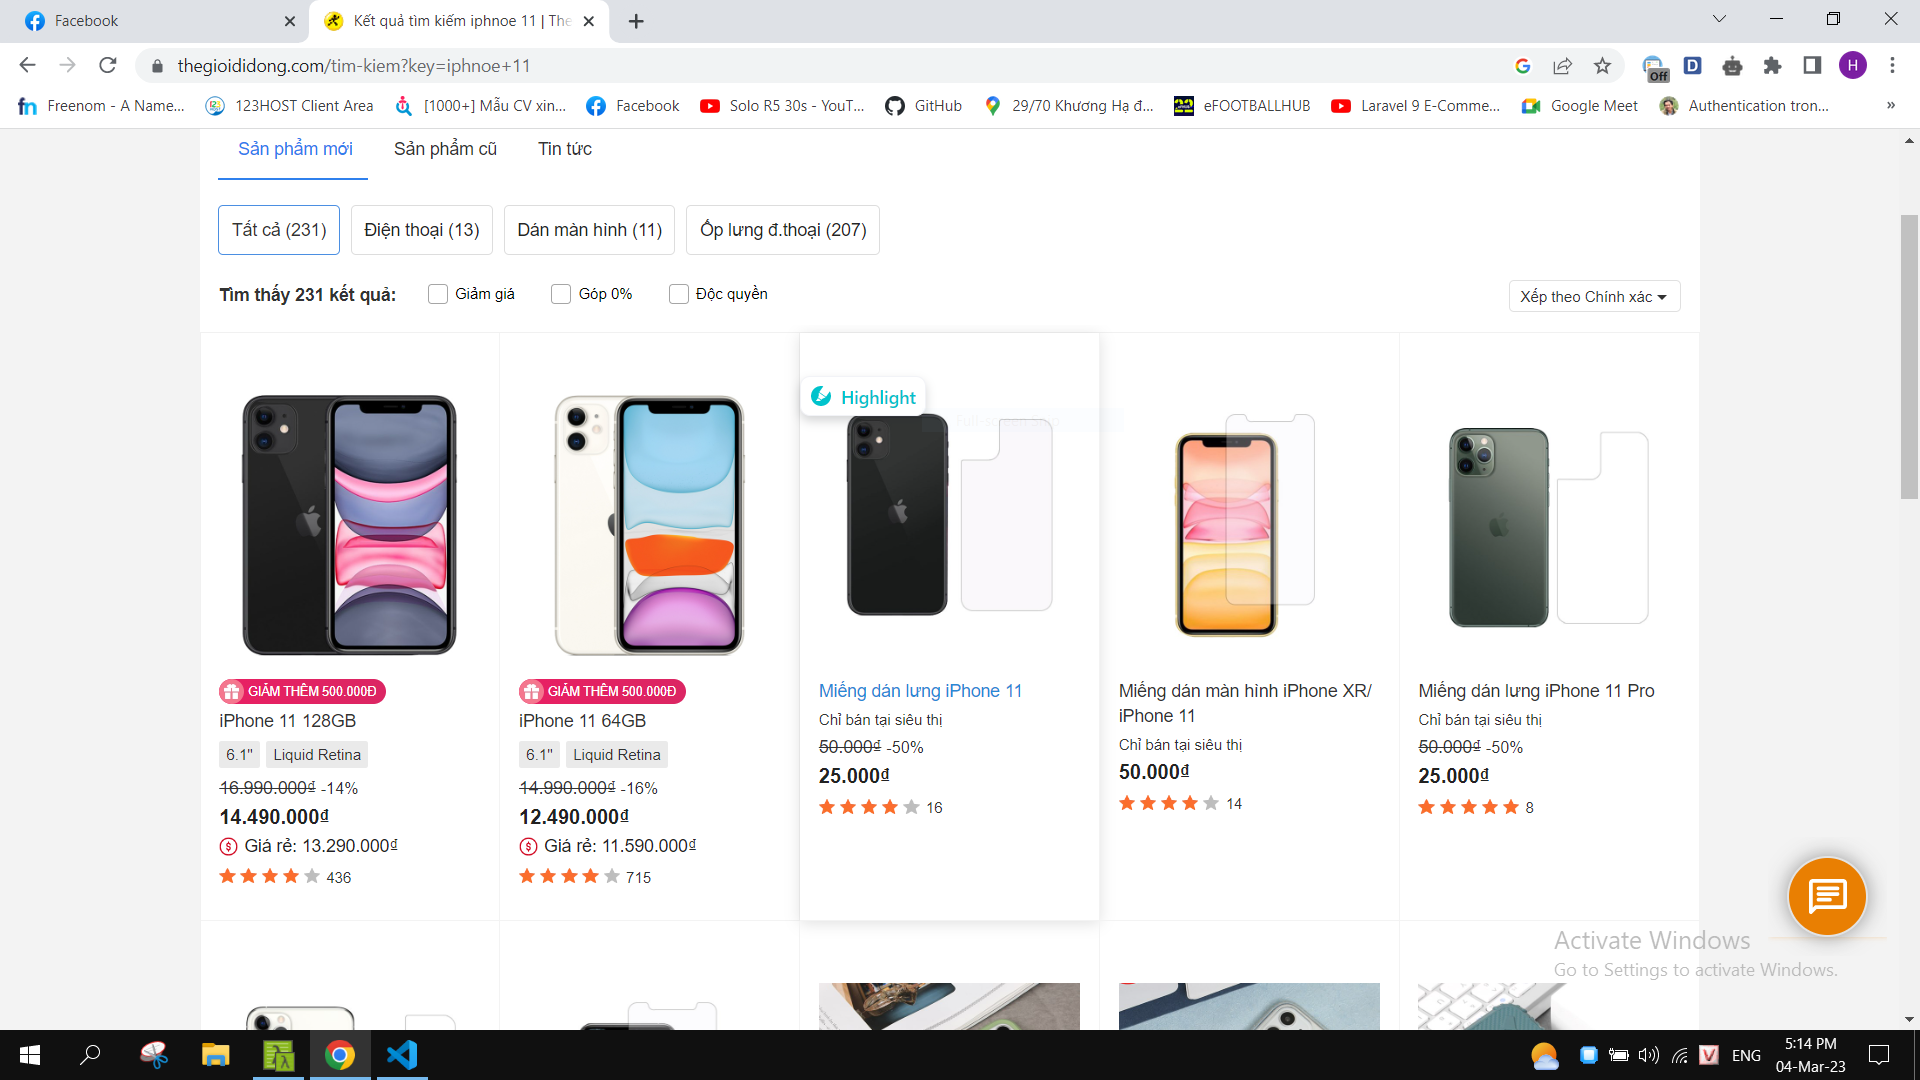 Facebook
Kết quả tìm kiếm iphnoe 11 | The
thegioididong.com/tim-kiem?key=iphnoe+11
Off
D
H
Freenom - A Name...
123HOST Client Area
[1000+] Mẫu CV xin...
Facebook
Solo R5 30s - YouT...
GitHub
29/70 Khương Hạ đ...
eFOOTBALLHUB
Laravel 9 E-Comme...
Google Meet
Authentication tron...
»
Sản phẩm mới
Sản phẩm cũ
Tin tức
Tất cả (231)
Điện thoại (13)
Dán màn hình (11)
Ốp lưng đ.thoại (207)
Tìm thấy 231 kết quả:
Giảm giá
Góp 0%
Độc quyền
Xếp theo Chính xác
Highlight
Full-screen Snip
GIẢM THÊM 500.000Đ
iPhone 11 128GB
6.1"
Liquid Retina
16.990.000₫ -14%
14.490.000₫
Giá rẻ: 13.290.000₫
436
GIẢM THÊM 500.000Đ
iPhone 11 64GB
6.1"
Liquid Retina
14.990.000₫ -16%
12.490.000₫
Giá rẻ: 11.590.000₫
715
Miếng dán lưng iPhone 11
Chỉ bán tại siêu thị
50.000₫ -50%
25.000₫
16
Miếng dán màn hình iPhone XR/
iPhone 11
Chỉ bán tại siêu thị
50.000₫
14
Miếng dán lưng iPhone 11 Pro
Chỉ bán tại siêu thị
50.000₫ -50%
25.000₫
8
Activate Windows
Go to Settings to activate Windows.
ENG
5:14 PM
04-Mar-23